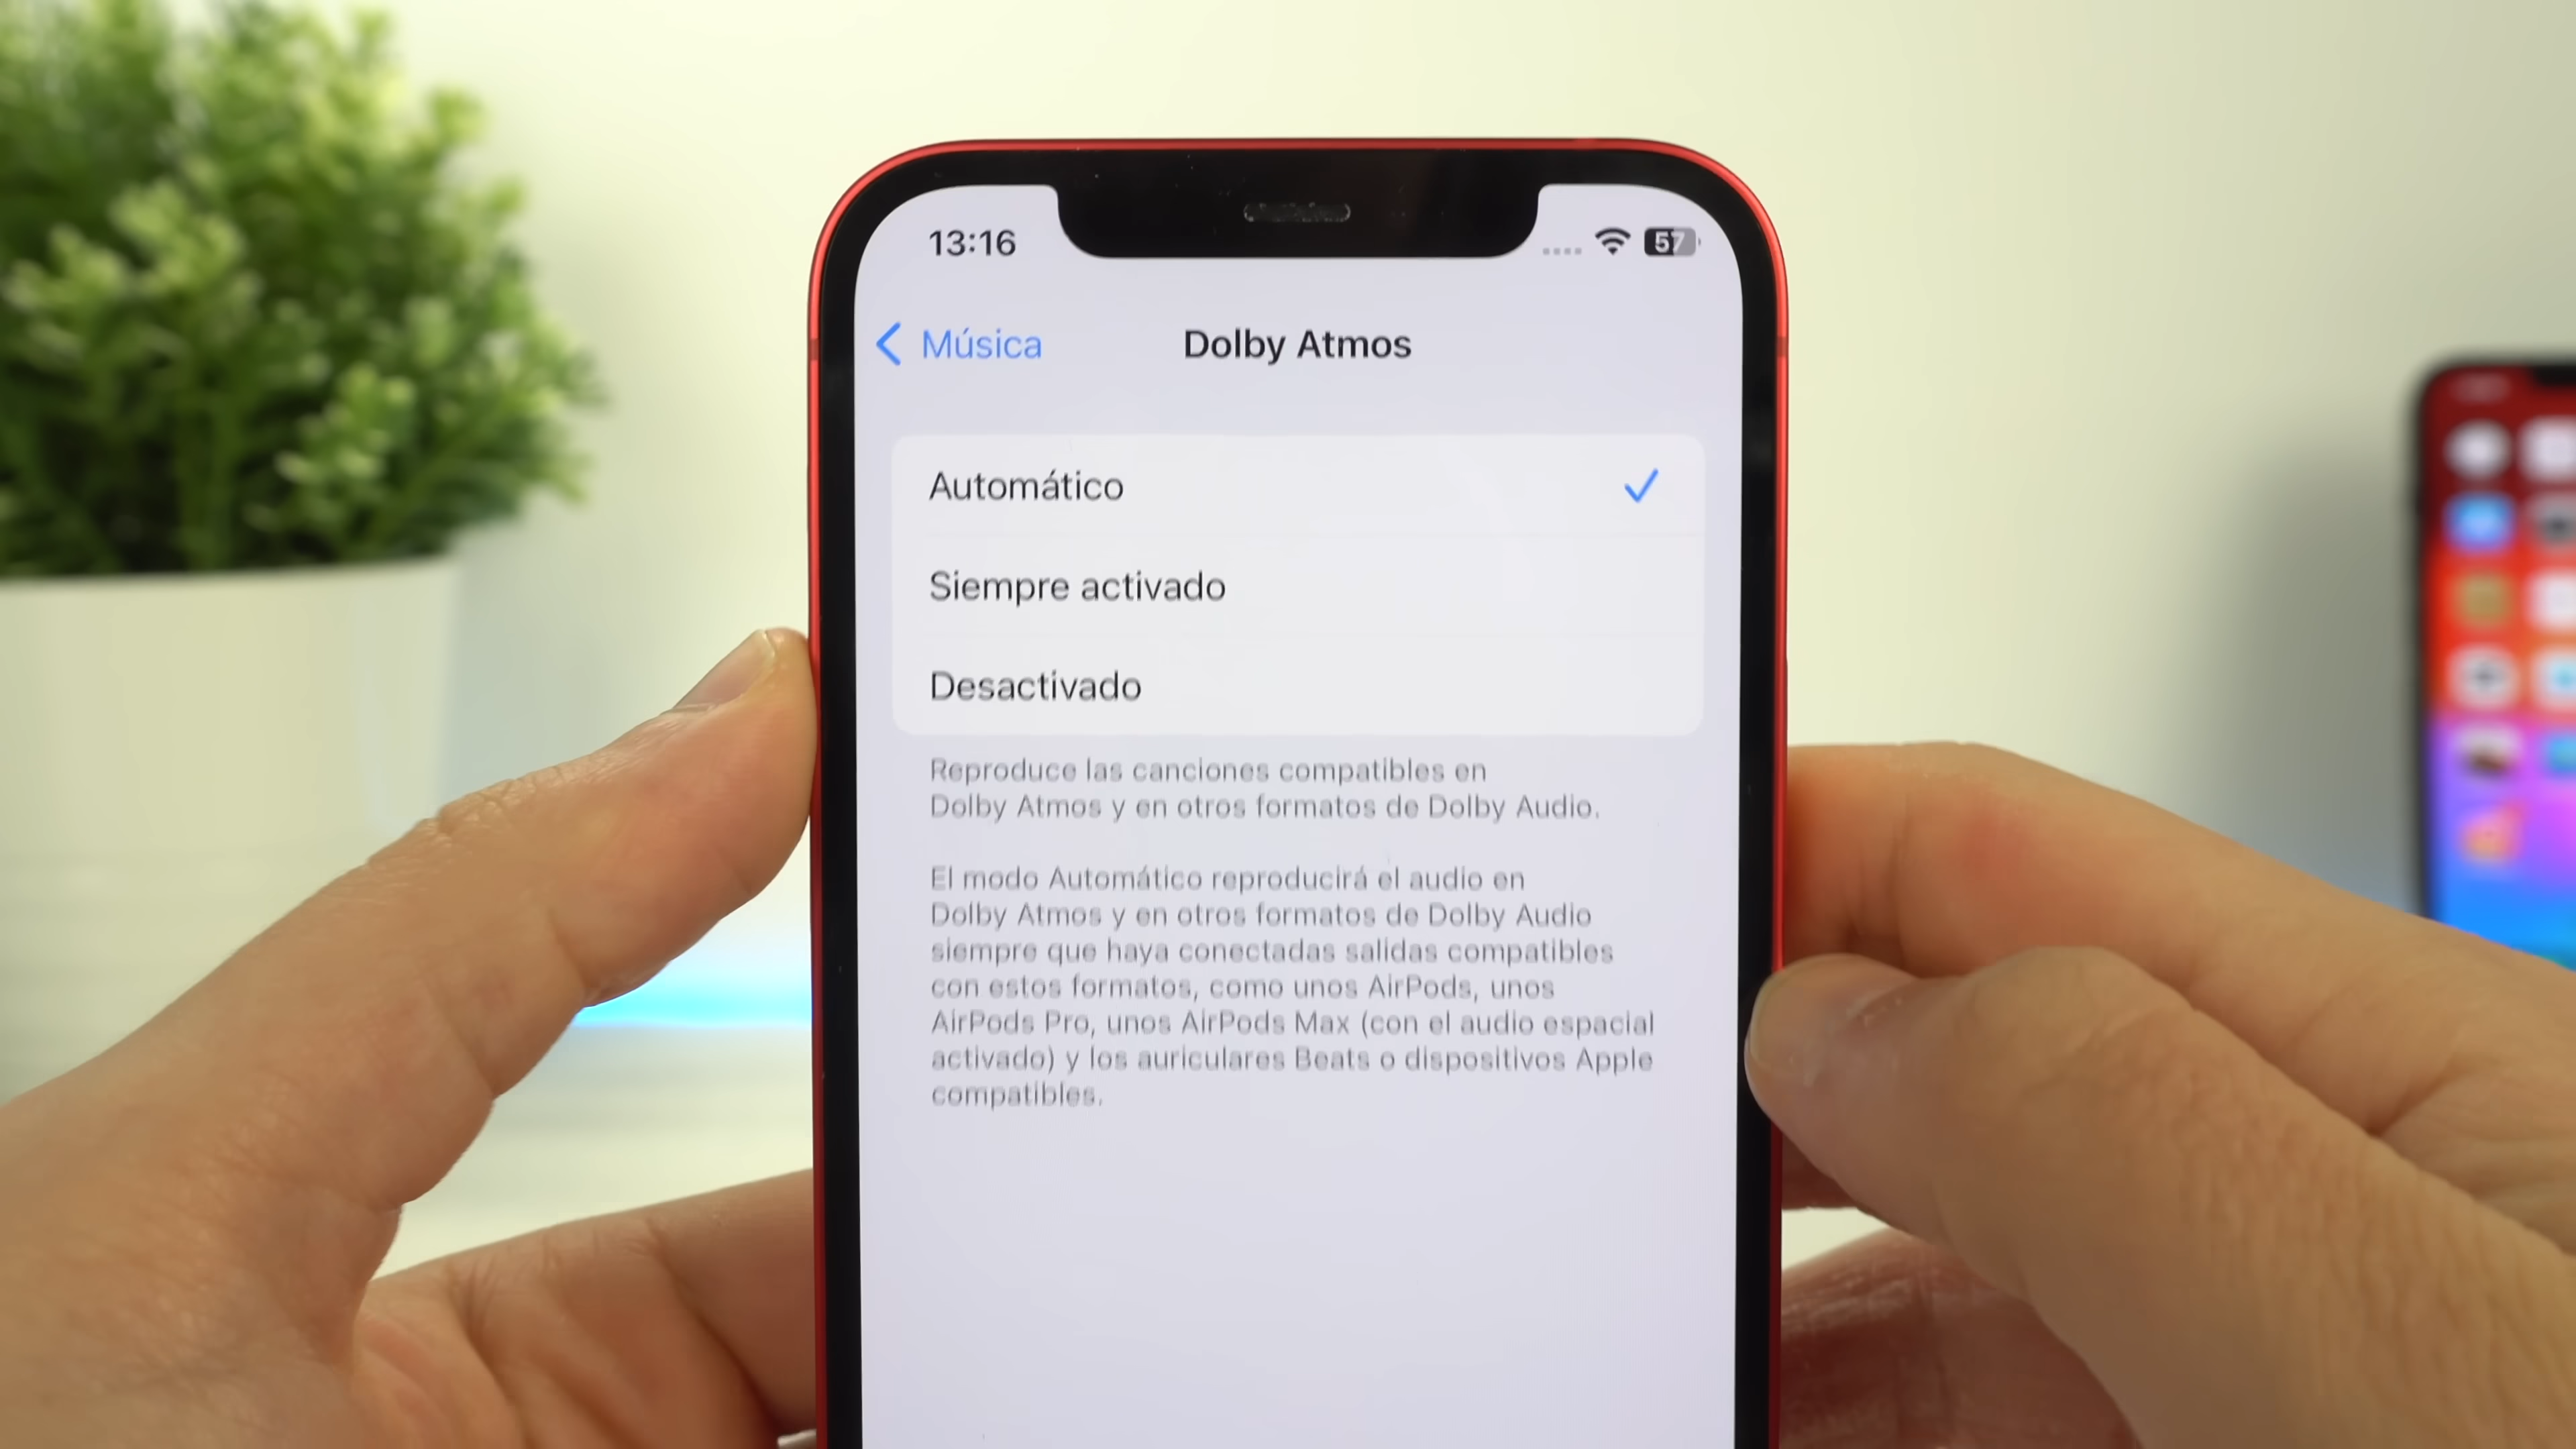 13:16
57
Música
Dolby Atmos
Automático
Siempre activado
Desactivado
Reproduce las canciones compatibles en
Dolby Atmos y en otros formatos de Dolby Audio.
El modo Automático reproducirá el audio en
Dolby Atmos y en otros formatos de Dolby Audio
siempre que haya conectadas salidas compatibles
con estos formatos, como unos AirPods, unos
AirPods Pro, unos AirPods Max (con el audio espacial
activado) y los auriculares Beats o dispositivos Apple
compatibles.